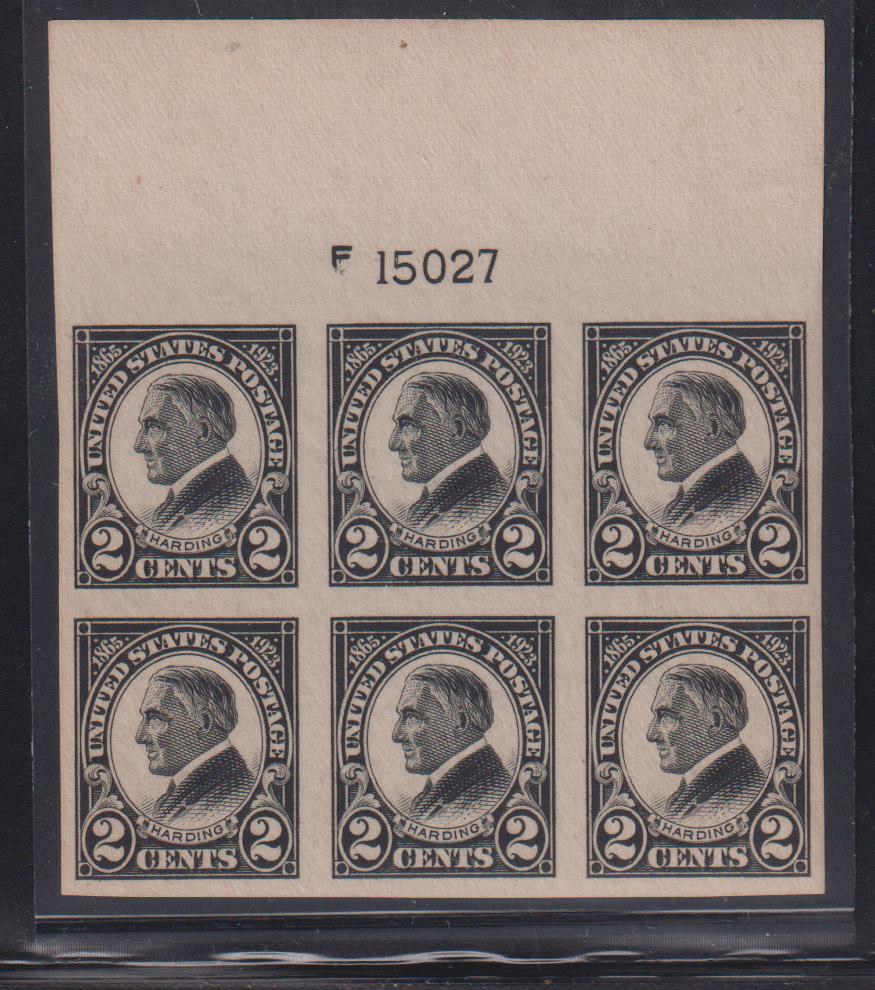 F 15027
1865 1923 1865 1923 1865 1923
UNITED STATES POSTAGE UNITED STATES POSTAGE UNITED STATES POSTAGE
HARDING HARDING HARDING
2 CENTS 2 2 CENTS 2 2 CENTS 2
1865 1923 1865 1923 1865 1923
UNITED STATES POSTAGE UNITED STATES POSTAGE UNITED STATES POSTAGE
HARDING HARDING HARDING
2 CENTS 2 2 CENTS 2 2 CENTS 2